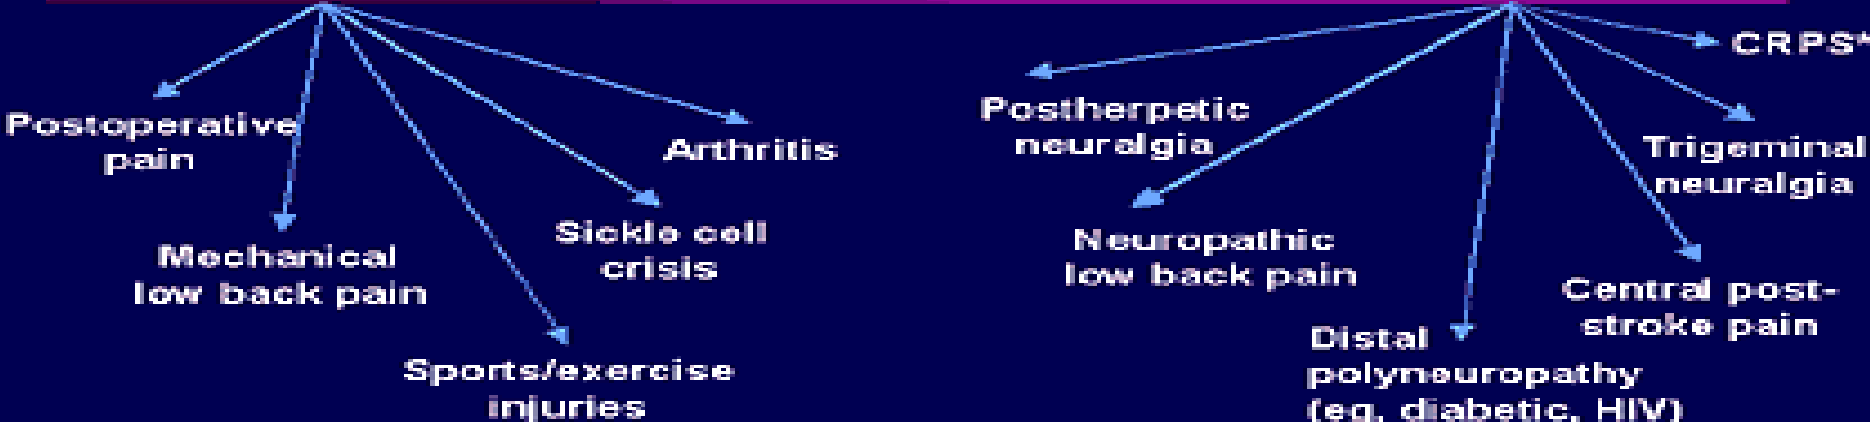 Postoperative
pain
Mechanical
low back pain
Sports/exercise
injuries
Sickle cell
crisis
Arthritis
Postherpetic
neuralgia
Neuropathic
low back pain
Distal
polyneuropathy
(eg, diabetic, HIV)
Central post-
stroke pain
Trigeminal
neuralgia
CRPS*